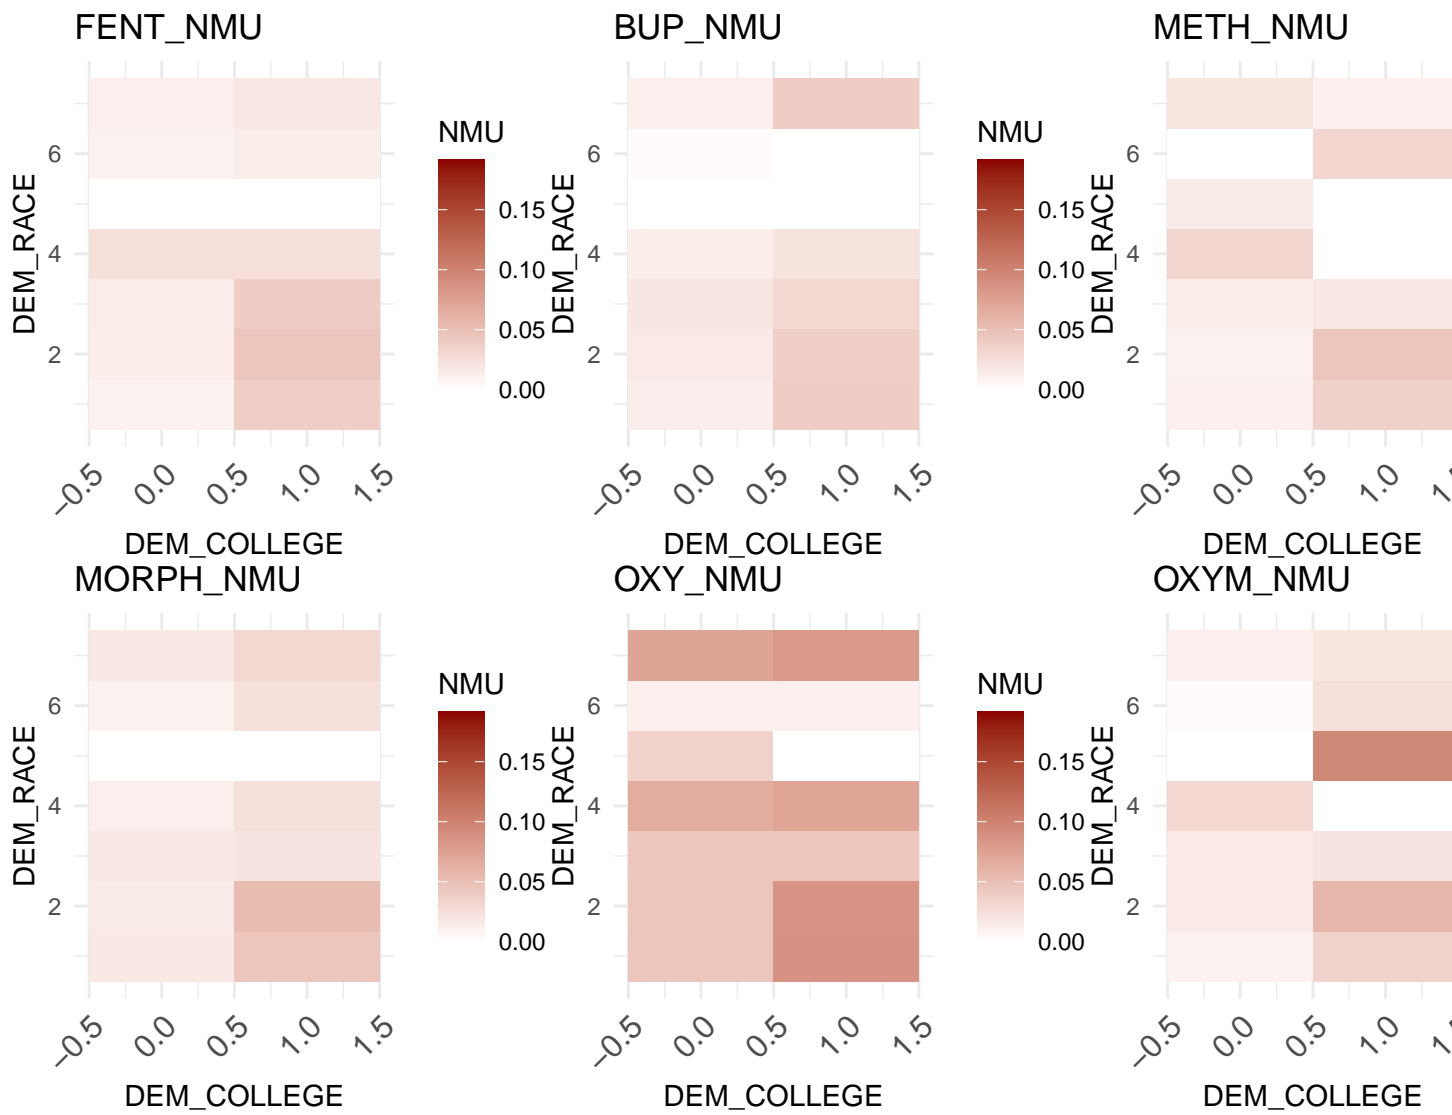 FENT_NMU
DEM_RACE
6
4
2
−0.5
0.0
0.5
1.0
1.5
DEM_COLLEGE
NMU
0.15
0.10
0.05
0.00
BUP_NMU
DEM_RACE
6
4
2
−0.5
0.0
0.5
1.0
1.5
DEM_COLLEGE
NMU
0.15
0.10
0.05
0.00
METH_NMU
DEM_RACE
6
4
2
−0.5
0.0
0.5
1.0
DEM_COLLEGE
MORPH_NMU
DEM_RACE
6
4
2
−0.5
0.0
0.5
1.0
1.5
DEM_COLLEGE
NMU
0.15
0.10
0.05
0.00
OXY_NMU
DEM_RACE
6
4
2
−0.5
0.0
0.5
1.0
1.5
DEM_COLLEGE
NMU
0.15
0.10
0.05
0.00
OXYM_NMU
DEM_RACE
6
4
2
−0.5
0.0
0.5
1.0
DEM_COLLEGE